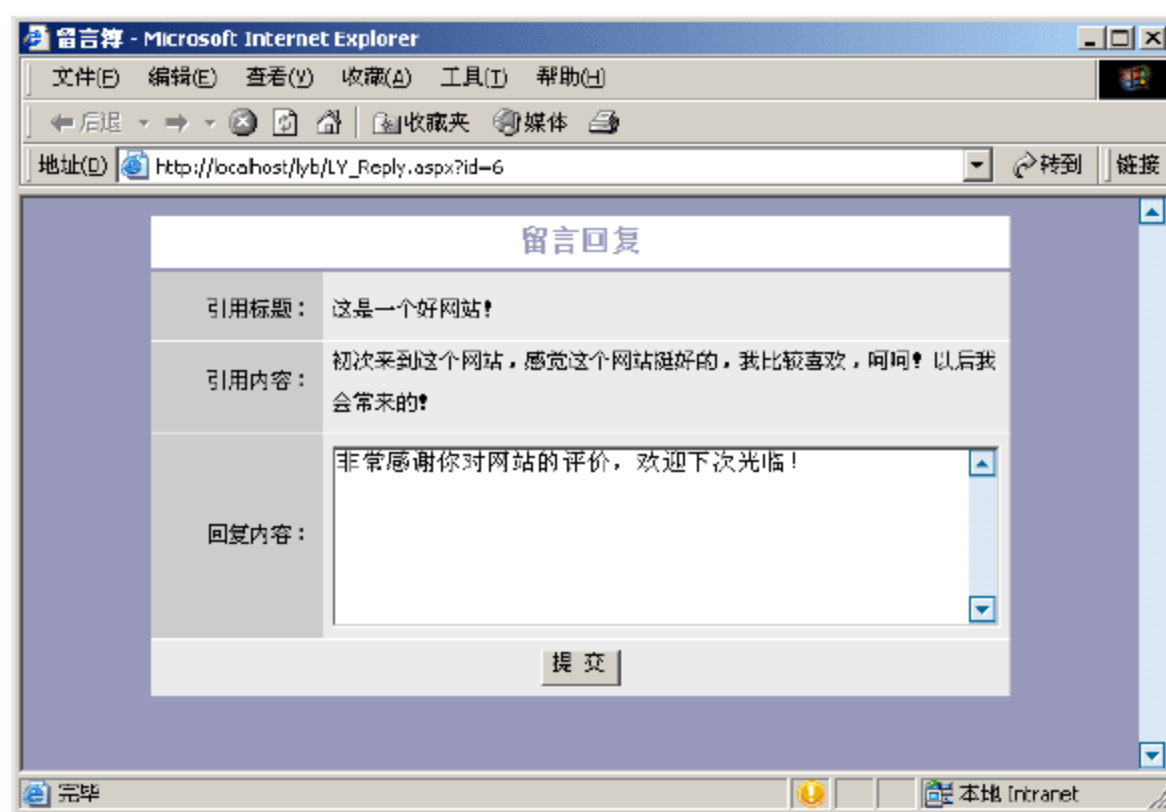 留言簿 - Microsoft Internet Explorer
文件(F) 编辑(E) 查看(V) 收藏(A) 工具(T) 帮助(H)
后退 收藏夹 媒体
地址(D) http://localhost/lyb/LY_Reply.aspx?id=6 转到 链接
留言回复
引用标题： 这是一个好网站！
引用内容： 初次来到这个网站，感觉这个网站挺好的，我比较喜欢，呵呵！以后我
会常来的！
回复内容： 非常感谢你对网站的评价，欢迎下次光临！
提 交
完毕 本地 Intranet